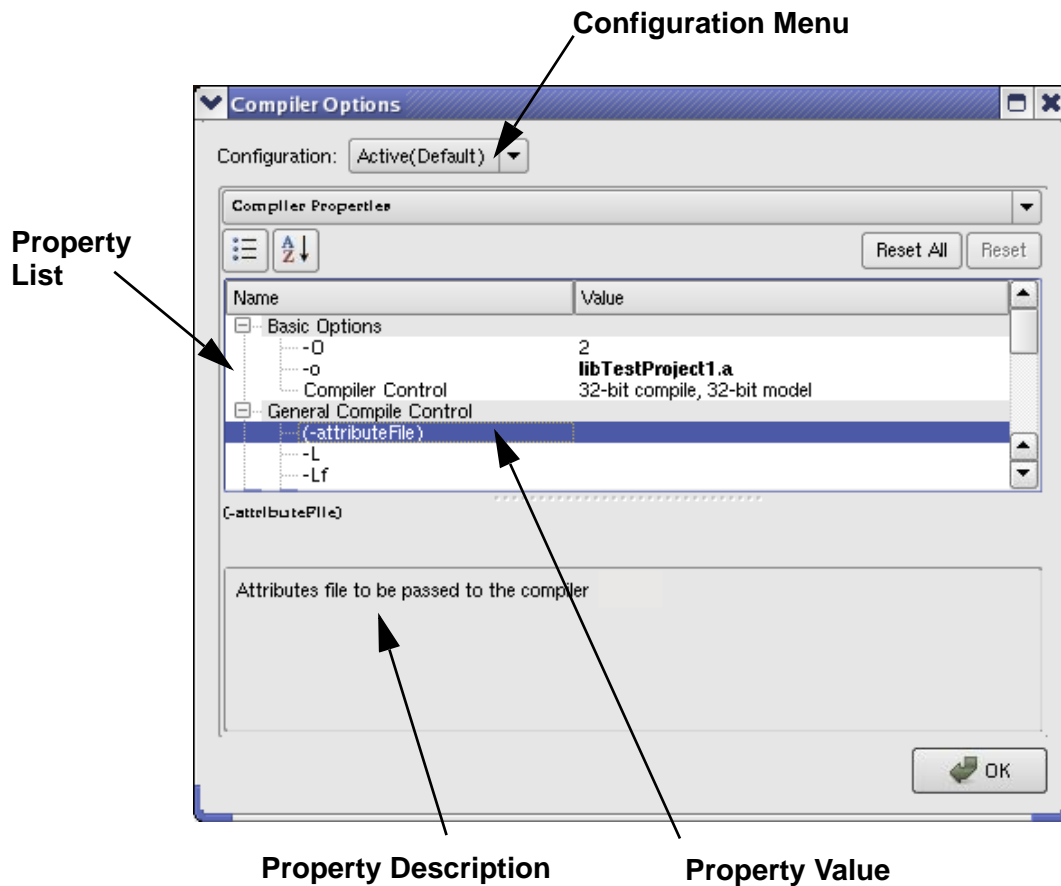 Configuration Menu
Compiler Options
Configuration: Active(Default)
Compiler Properties
Property
List
Reset All Reset
Name Value
Basic Options
-O 2
-o libTestProject1.a
Compiler Control 32-bit compile, 32-bit model
General Compile Control
(-attributeFile)
-L
-Lf
(-attributeFile)
Attributes file to be passed to the compiler
OK
Property Description Property Value